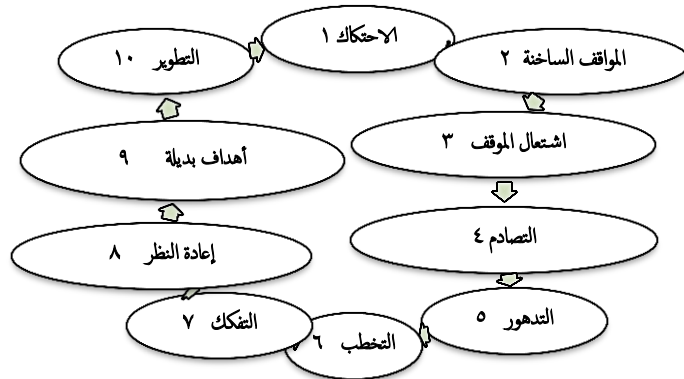 الاحتكاك ١
المواقف الساخنة ٢
اشتعال الموقف ٣
التصادم ٤
التدهور ٥
التخطب ٦
التفكك ٧
إعادة النظر ٨
أهداف بديلة ٩
التطوير ١٠